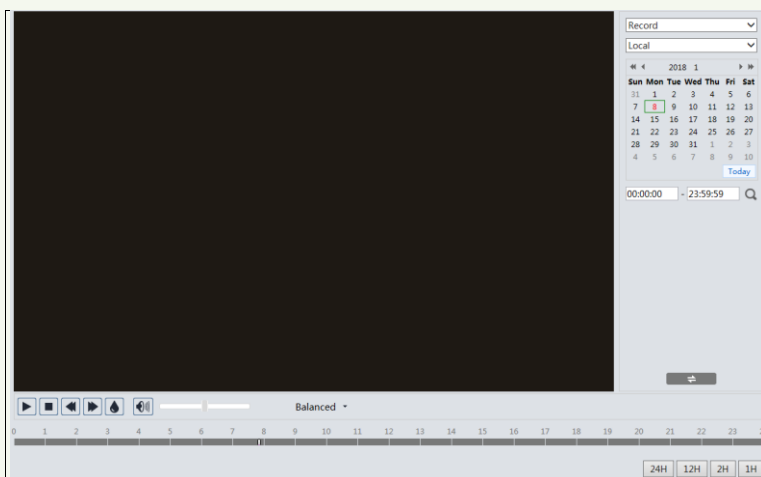 Record
Local
2018 1
Sun Mon Tue Wed Thu Fri Sat
31 1 2 3 4 5 6
7 8 9 10 11 12 13
14 15 16 17 18 19 20
21 22 23 24 25 26 27
28 29 30 31 1 2 3
4 5 6 7 8 9 10
Today
00:00:00 - 23:59:59
Balanced
0 1 2 3 4 5 6 7 8 9 10 11 12 13 14 15 16 17 18 19 20 21 22 23
24H 12H 2H 1H